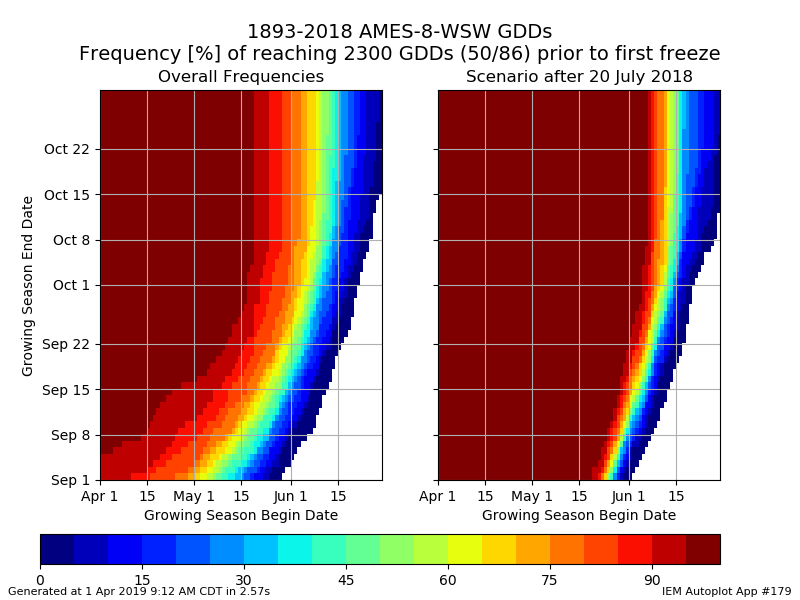 1893-2018 AMES-8-WSW GDDs
Frequency [%] of reaching 2300 GDDs (50/86) prior to first freeze
Overall Frequencies
Scenario after 20 July 2018
Growing Season End Date
Oct 22
Oct 15
Oct 8
Oct 1
Sep 22
Sep 15
Sep 8
Sep 1
Apr 1 15 May 1 15 Jun 1 15
Apr 1 15 May 1 15 Jun 1 15
Growing Season Begin Date
Growing Season Begin Date
0 15 30 45 60 75 90
Generated at 1 Apr 2019 9:12 AM CDT in 2.57s
IEM Autoplot App #179